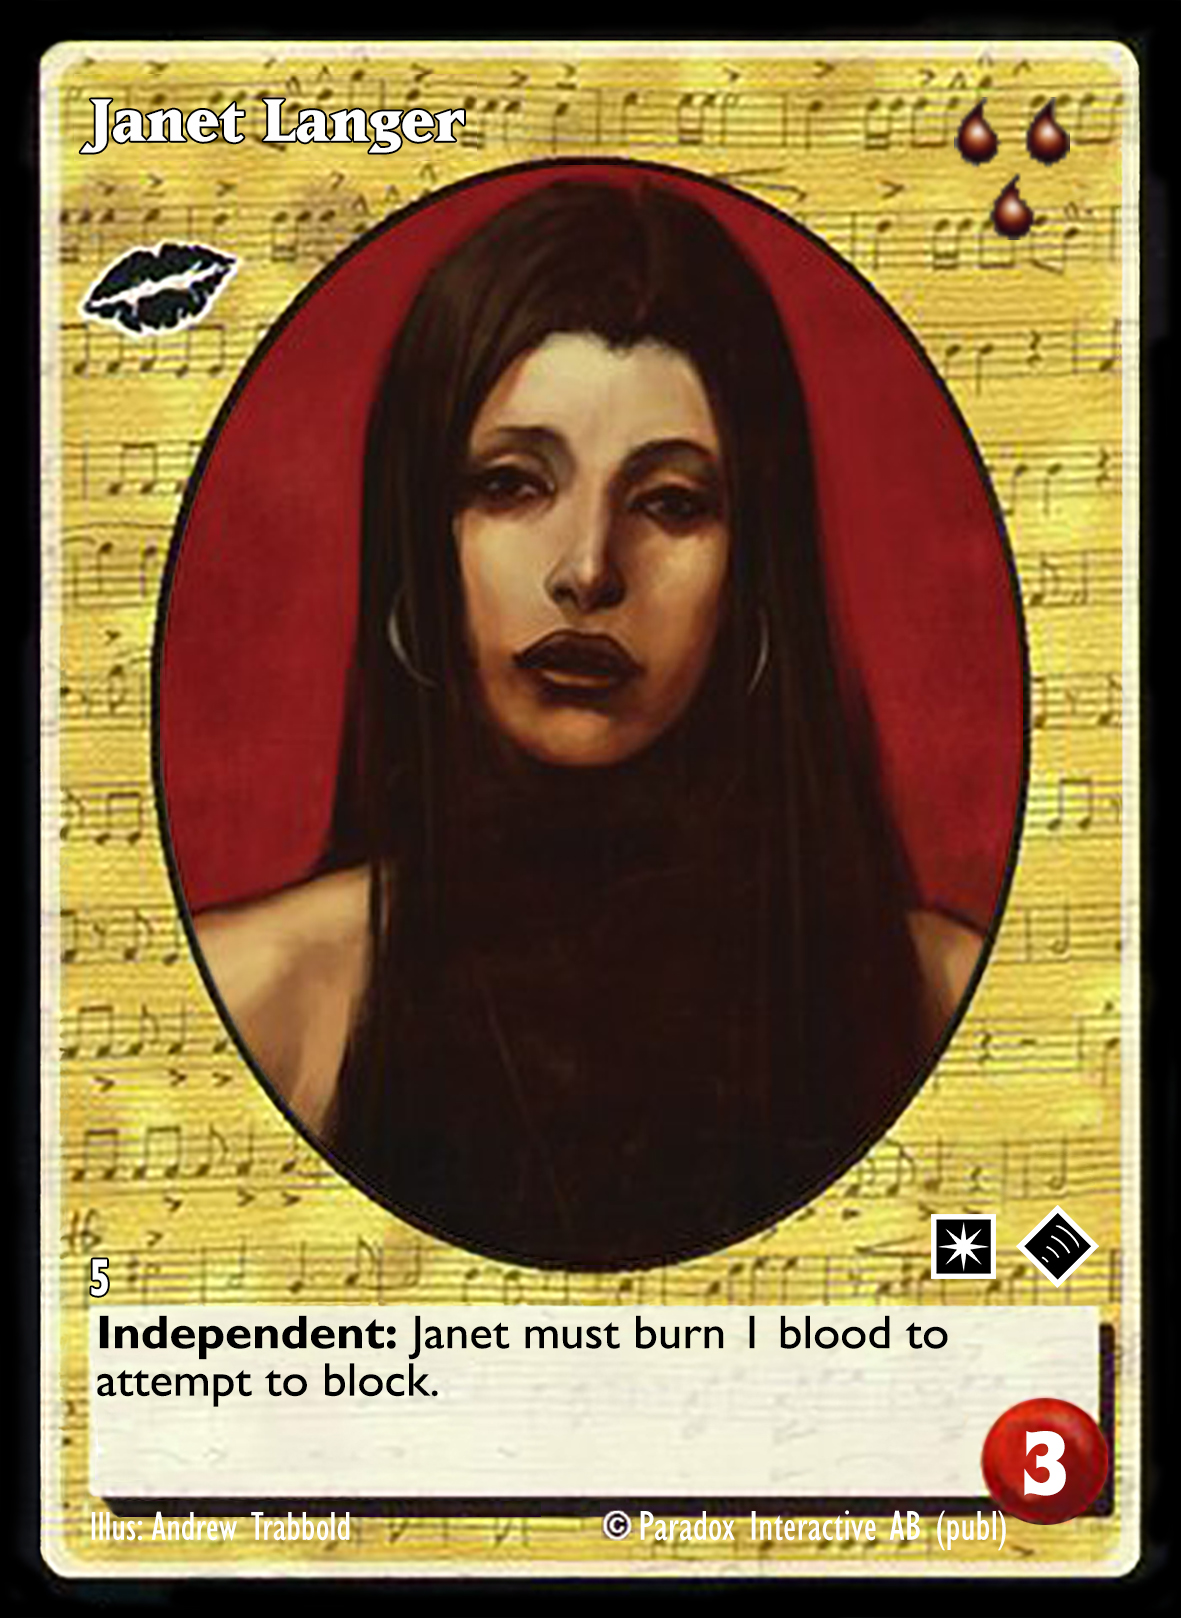 Janet Langer
5
Independent: Janet must burn 1 blood to
attempt to block.
3
Illus: Andrew Trabbold
© Paradox Interactive AB (publ)